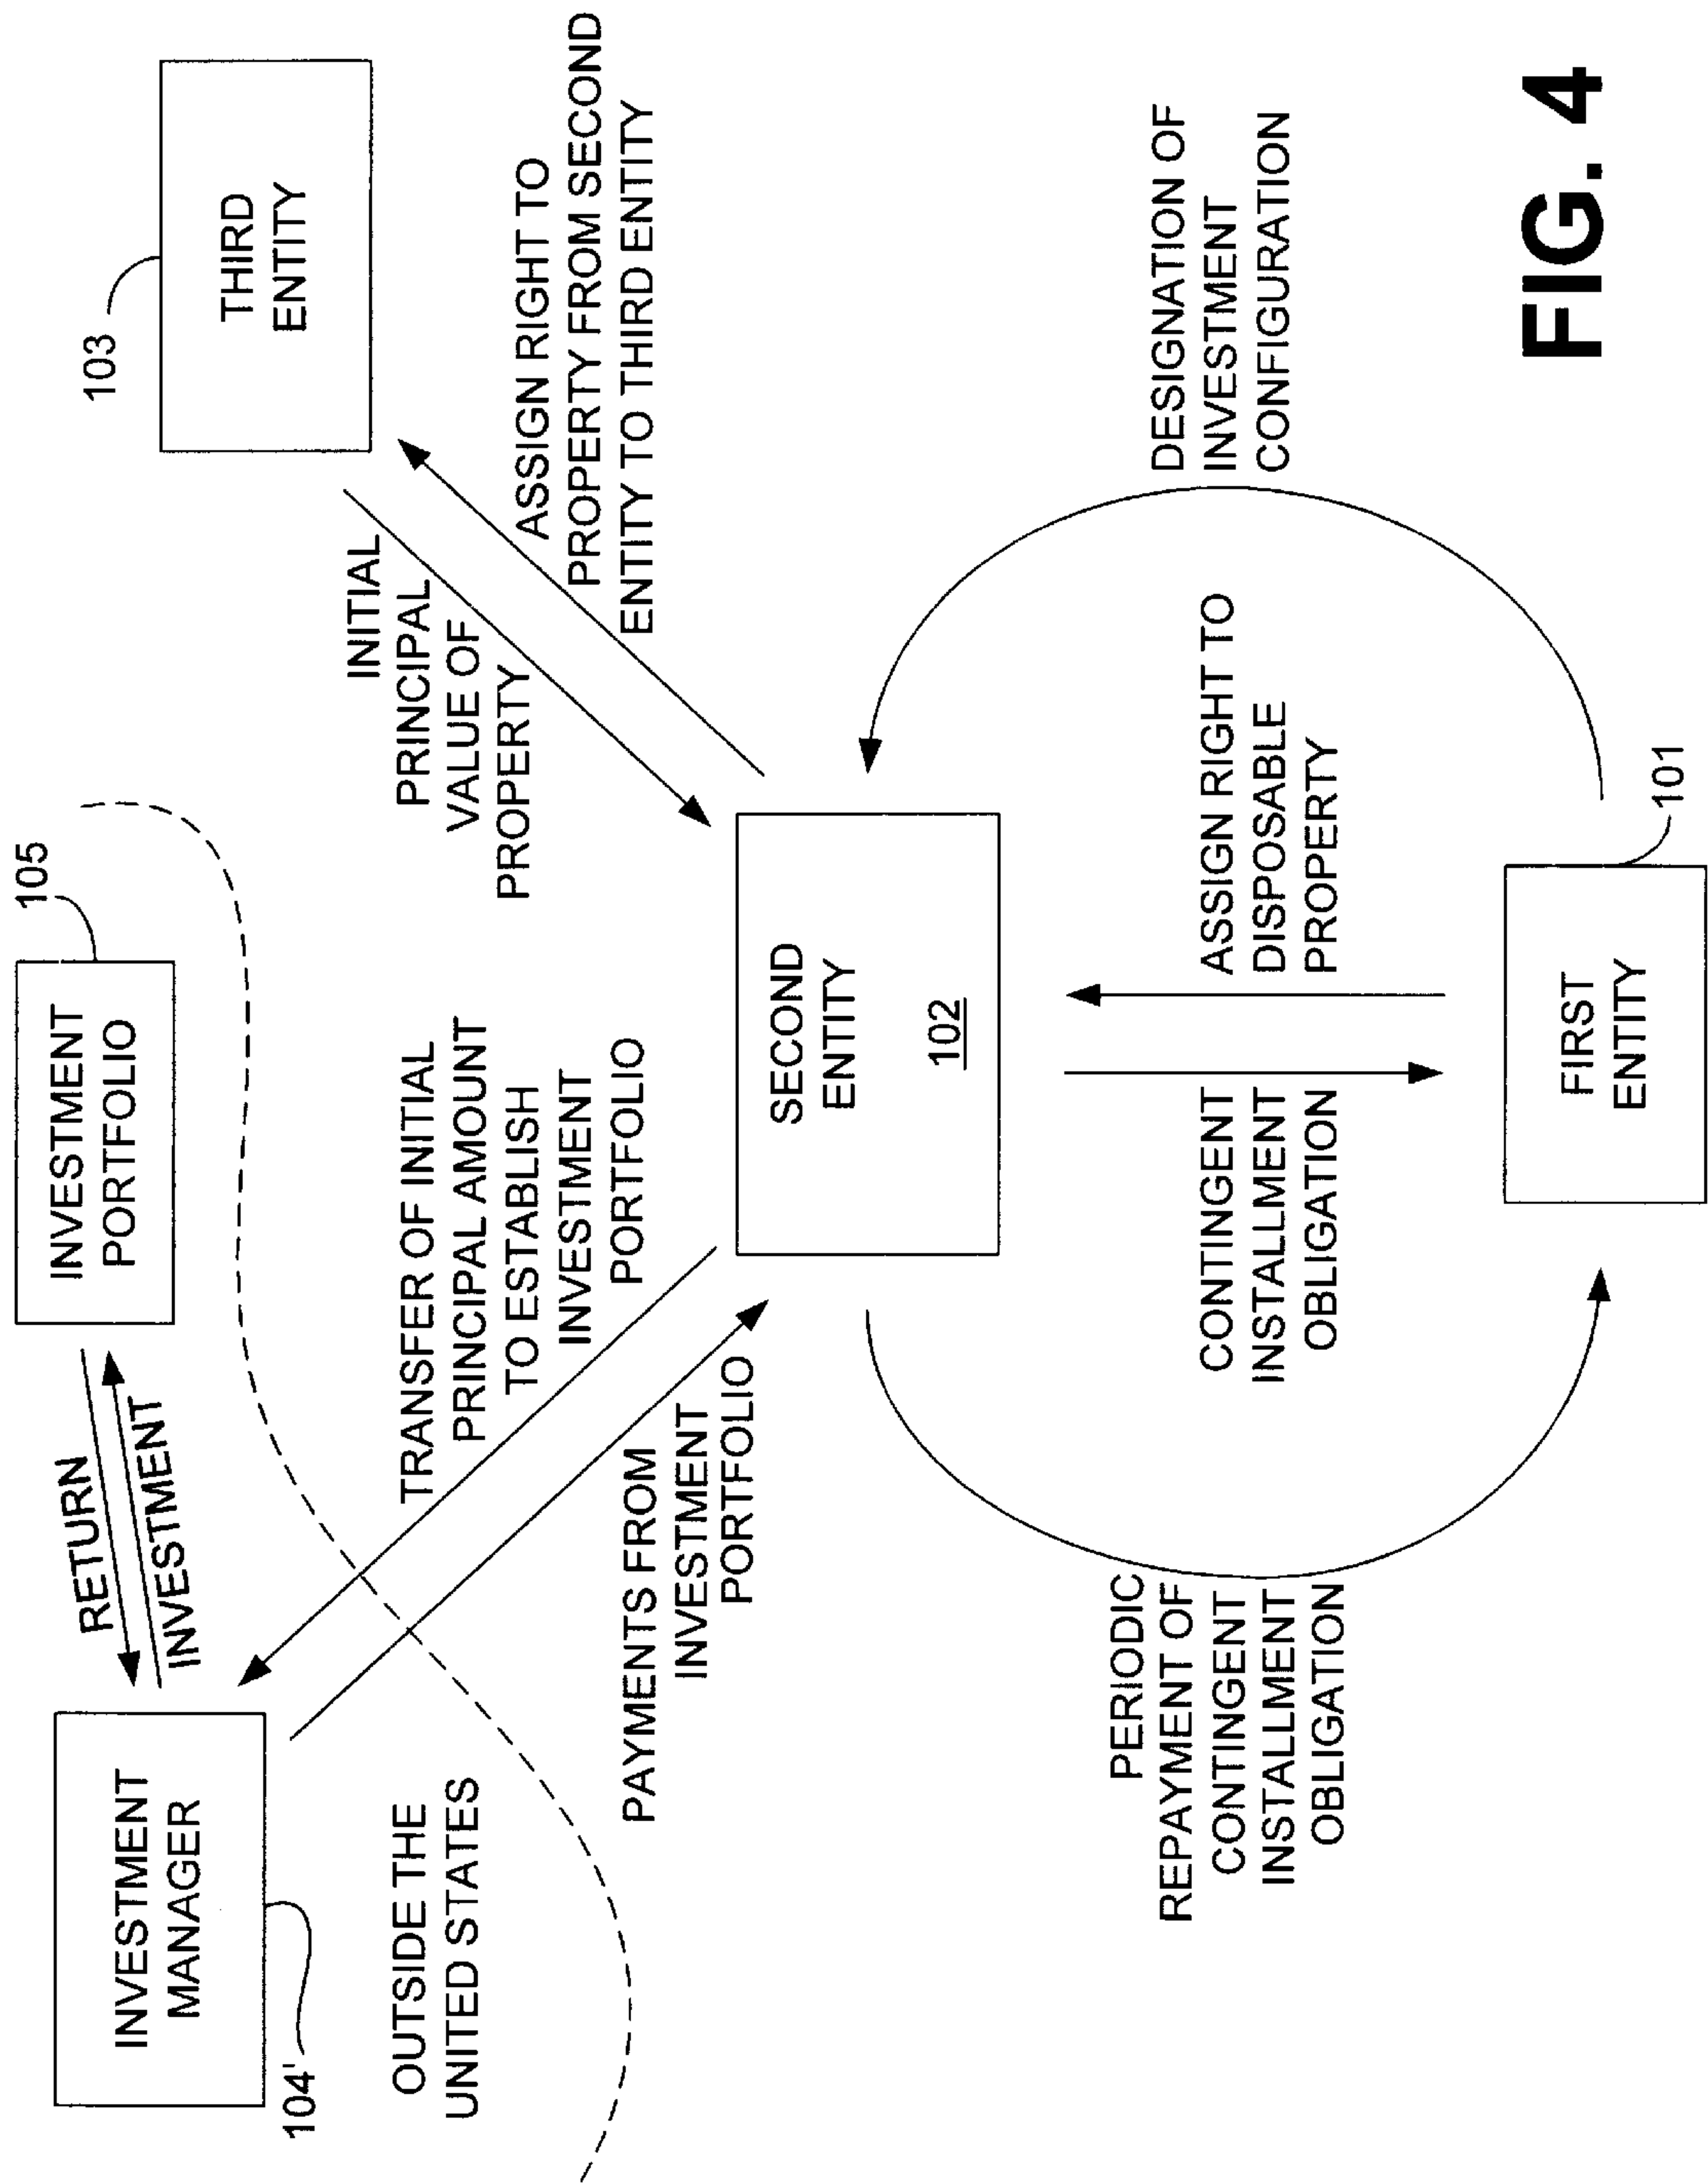 INVESTMENT
MANAGER
104'
RETURN
INVESTMENT
INVESTMENT
PORTFOLIO
105
103
THIRD
ENTITY
OUTSIDE THE
UNITED STATES
TRANSFER OF INITIAL
PRINCIPAL AMOUNT
TO ESTABLISH
INVESTMENT
PORTFOLIO
PAYMENTS FROM
INVESTMENT
PORTFOLIO
INITIAL
PRINCIPAL
VALUE OF
PROPERTY
ASSIGN RIGHT TO
PROPERTY FROM SECOND
ENTITY TO THIRD ENTITY
SECOND
ENTITY
102
PERIODIC
REPAYMENT OF
CONTINGENT
INSTALLMENT
OBLIGATION
CONTINGENT
INSTALLMENT
OBLIGATION
ASSIGN RIGHT TO
DISPOSABLE
PROPERTY
DESIGNATION OF
INVESTMENT
CONFIGURATION
FIRST
ENTITY
101
FIG. 4